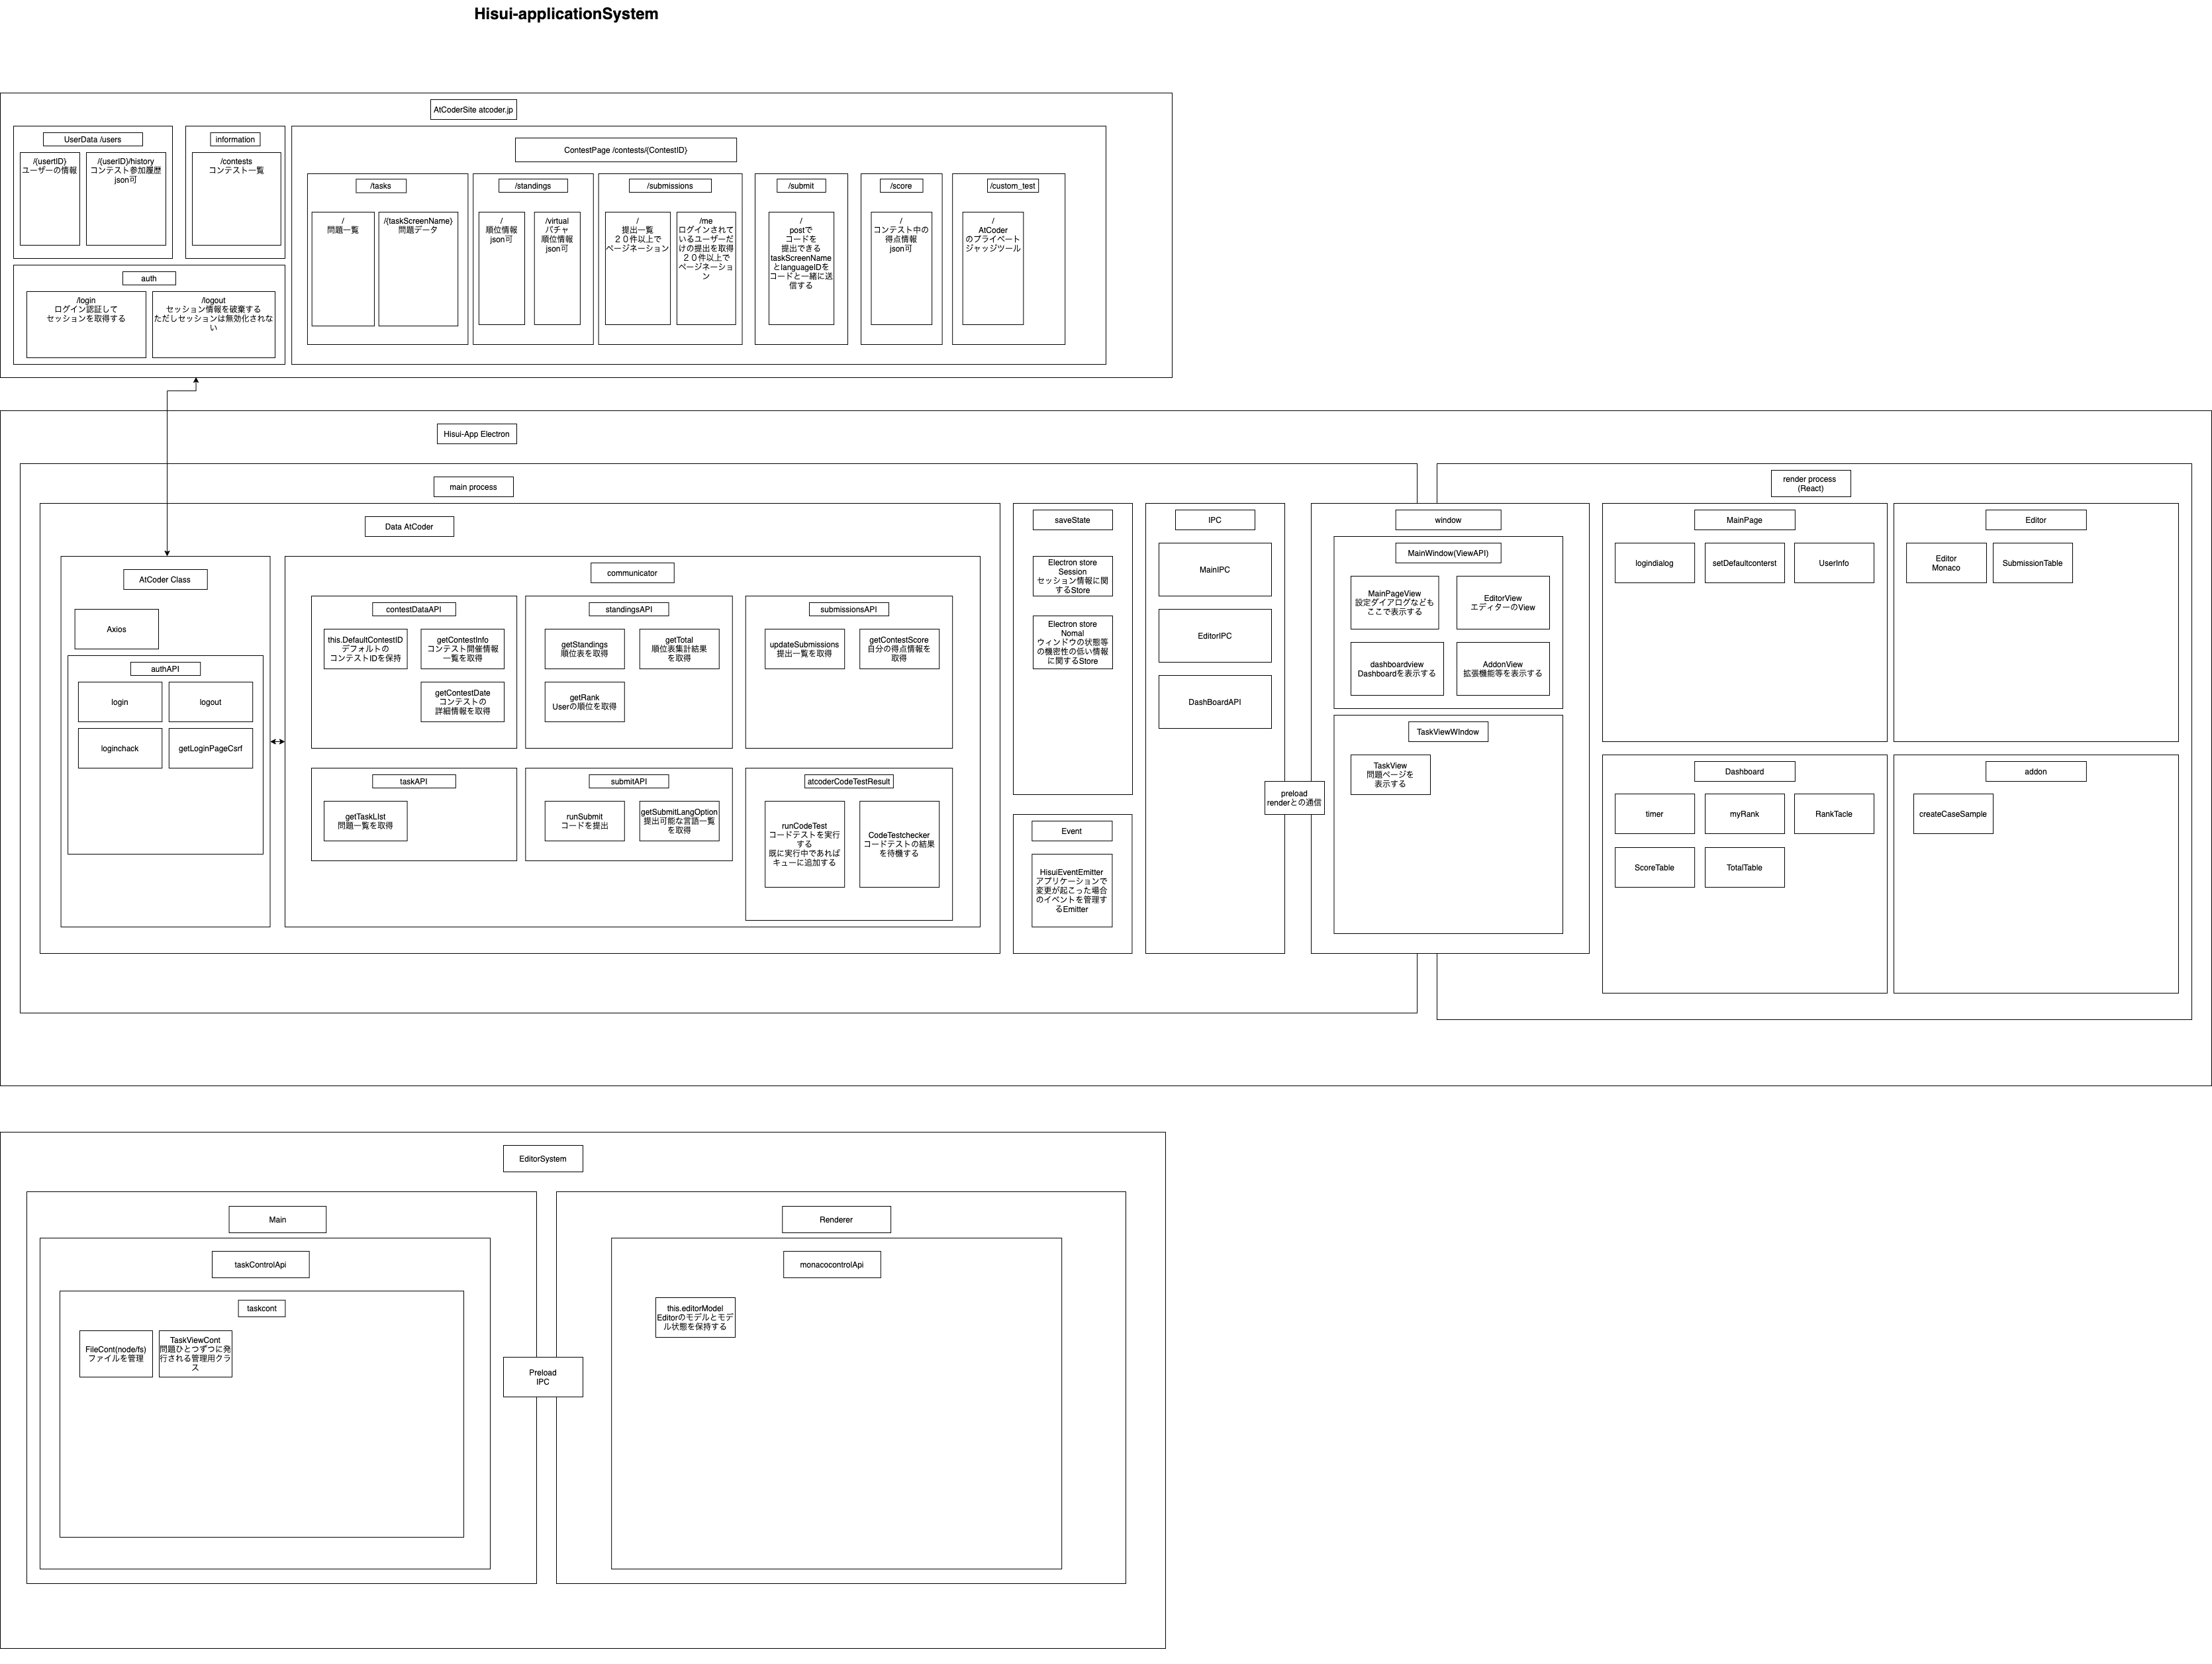 Hisui-applicationSystem
AtCoderSite atcoder.jp
UserData /users
/{usertID}
ユーザーの情報
/{userID}/history
コンテスト参加履歴
json可
information
/contests
コンテスト一覧
auth
/login
ログイン認証して
セッションを取得する
/logout
セッション情報を破棄する
ただしセッションは無効化されな
い
ContestPage /contests/{ContestID}
/tasks
/
問題一覧
/{taskScreenName}
問題データ
/standings
/
順位情報
json可
/virtual
バチャ
順位情報
json可
/submissions
/
提出一覧
２０件以上で
ページネーション
/me
ログインされて
いるユーザーだ
けの提出を取得
２０件以上で
ページネーショ
ン
/submit
/
postで
コードを
提出できる
taskScreenName
とlanguageIDを
コードと一緒に送
信する
/score
/
コンテスト中の
得点情報
json可
/custom_test
/
AtCoder
のプライベート
ジャッジツール
Hisui-App Electron
main process
Data AtCoder
AtCoder Class
Axios
authAPI
login
logout
loginchack
getLoginPageCsrf
communicator
contestDataAPI
this.DefaultContestID
デフォルトの
コンテストIDを保持
getContestInfo
コンテスト開催情報
一覧を取得
getContestDate
コンテストの
詳細情報を取得
standingsAPI
getStandings
順位表を取得
getTotal
順位表集計結果
を取得
getRank
Userの順位を取得
submissionsAPI
updateSubmissions
提出一覧を取得
getContestScore
自分の得点情報を
取得
taskAPI
getTaskLIst
問題一覧を取得
submitAPI
runSubmit
コードを提出
getSubmitLangOption
提出可能な言語一覧
を取得
atcoderCodeTestResult
runCodeTest
コードテストを実行
する
既に実行中であれば
キューに追加する
CodeTestchecker
コードテストの結果
を待機する
saveState
Electron store
Session
セッション情報に関
するStore
Electron store
Nomal
ウィンドウの状態等
の機密性の低い情報
に関するStore
Event
HisuiEventEmitter
アプリケーションで
変更が起こった場合
のイベントを管理す
るEmitter
IPC
MainIPC
EditorIPC
DashBoardAPI
preload
renderとの通信
window
MainWindow(ViewAPI)
MainPageView
設定ダイアログなども
ここで表示する
EditorView
エディターのView
dashboardview
Dashboardを表示する
AddonView
拡張機能等を表示する
TaskViewWIndow
TaskView
問題ページを
表示する
render process
(React)
MainPage
logindialog
setDefaultconterst
UserInfo
Editor
Editor
Monaco
SubmissionTable
Dashboard
timer
myRank
RankTacle
ScoreTable
TotalTable
addon
createCaseSample
EditorSystem
Main
taskControlApi
taskcont
FileCont(node/fs)
ファイルを管理
TaskViewCont
問題ひとつずつに発
行される管理用クラ
ス
Preload
IPC
Renderer
monacocontrolApi
this.editorModel
Editorのモデルとモデ
ル状態を保持する